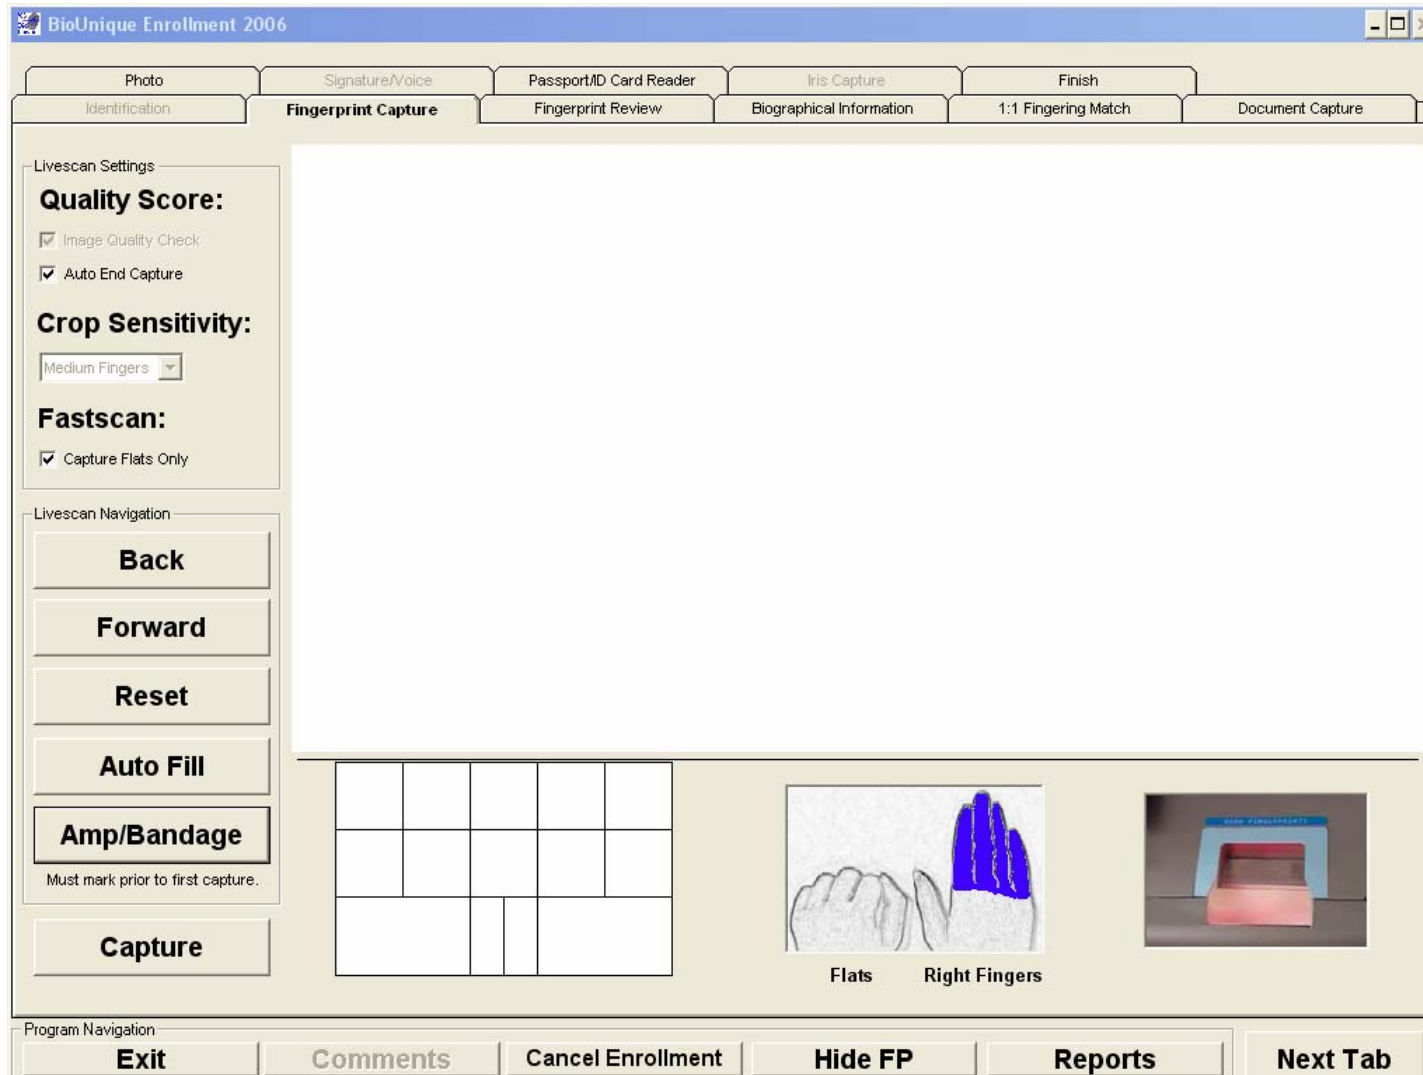 BioUnique Enrollment 2006
Photo
Signature/Voice
Passport/ID Card Reader
Iris Capture
Finish
Identification
Fingerprint Capture
Fingerprint Review
Biographical Information
1:1 Fingering Match
Document Capture
Livescan Settings
Quality Score:
Image Quality Check
Auto End Capture
Crop Sensitivity:
Medium Fingers
Fastscan:
Capture Flats Only
Livescan Navigation
Back
Forward
Reset
Auto Fill
Amp/Bandage
Must mark prior to first capture.
Capture
SCAN FINGERPRINTS
Flats
Right Fingers
Program Navigation
Exit
Comments
Cancel Enrollment
Hide FP
Reports
Next Tab